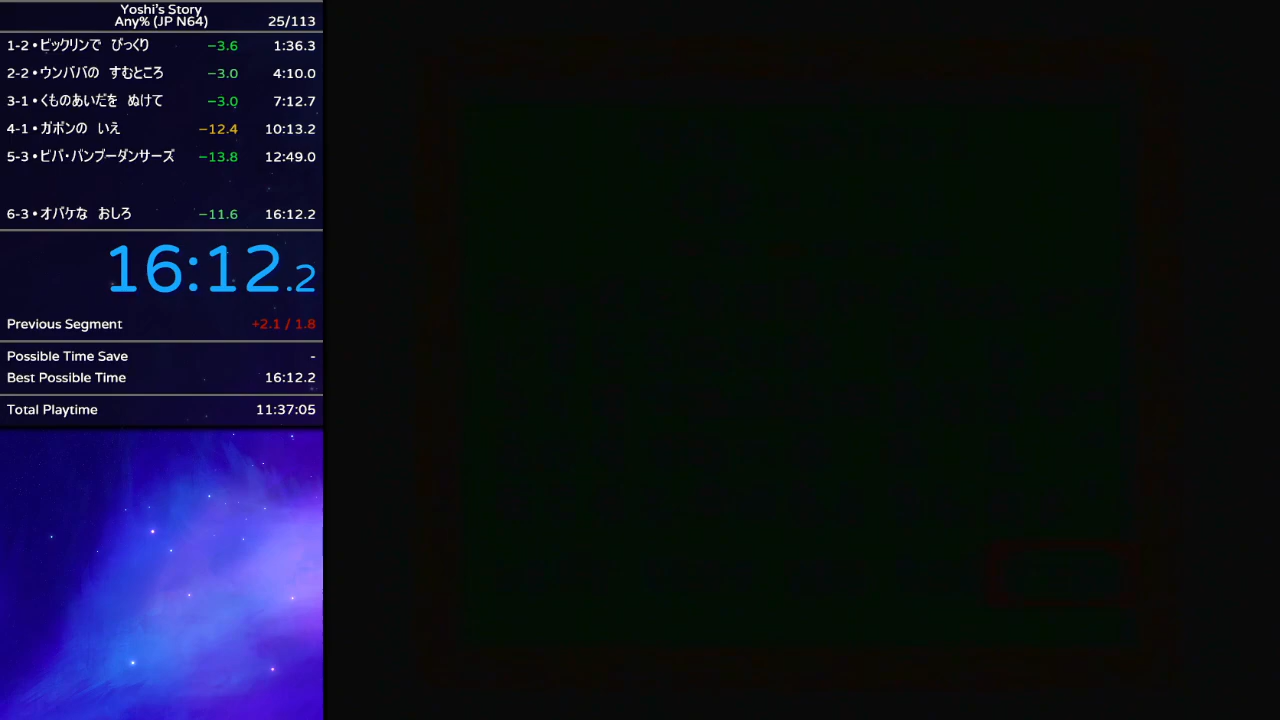 Yoshi's Story
Any% (JP N64) 25/113
1-2・ビックリンで びっくり −3.6 1:36.3
2-2・ウンババの すむところ −3.0 4:10.0
3-1・くものあいだを ぬけて −3.0 7:12.7
4-1・ガボンの いえ −12.4 10:13.2
5-3・ビバ・バンブーダンサーズ −13.8 12:49.0
6-3・オバケな おしろ −11.6 16:12.2
16:12.2
Previous Segment +2.1 / 1.8
Possible Time Save -
Best Possible Time 16:12.2
Total Playtime 11:37:05